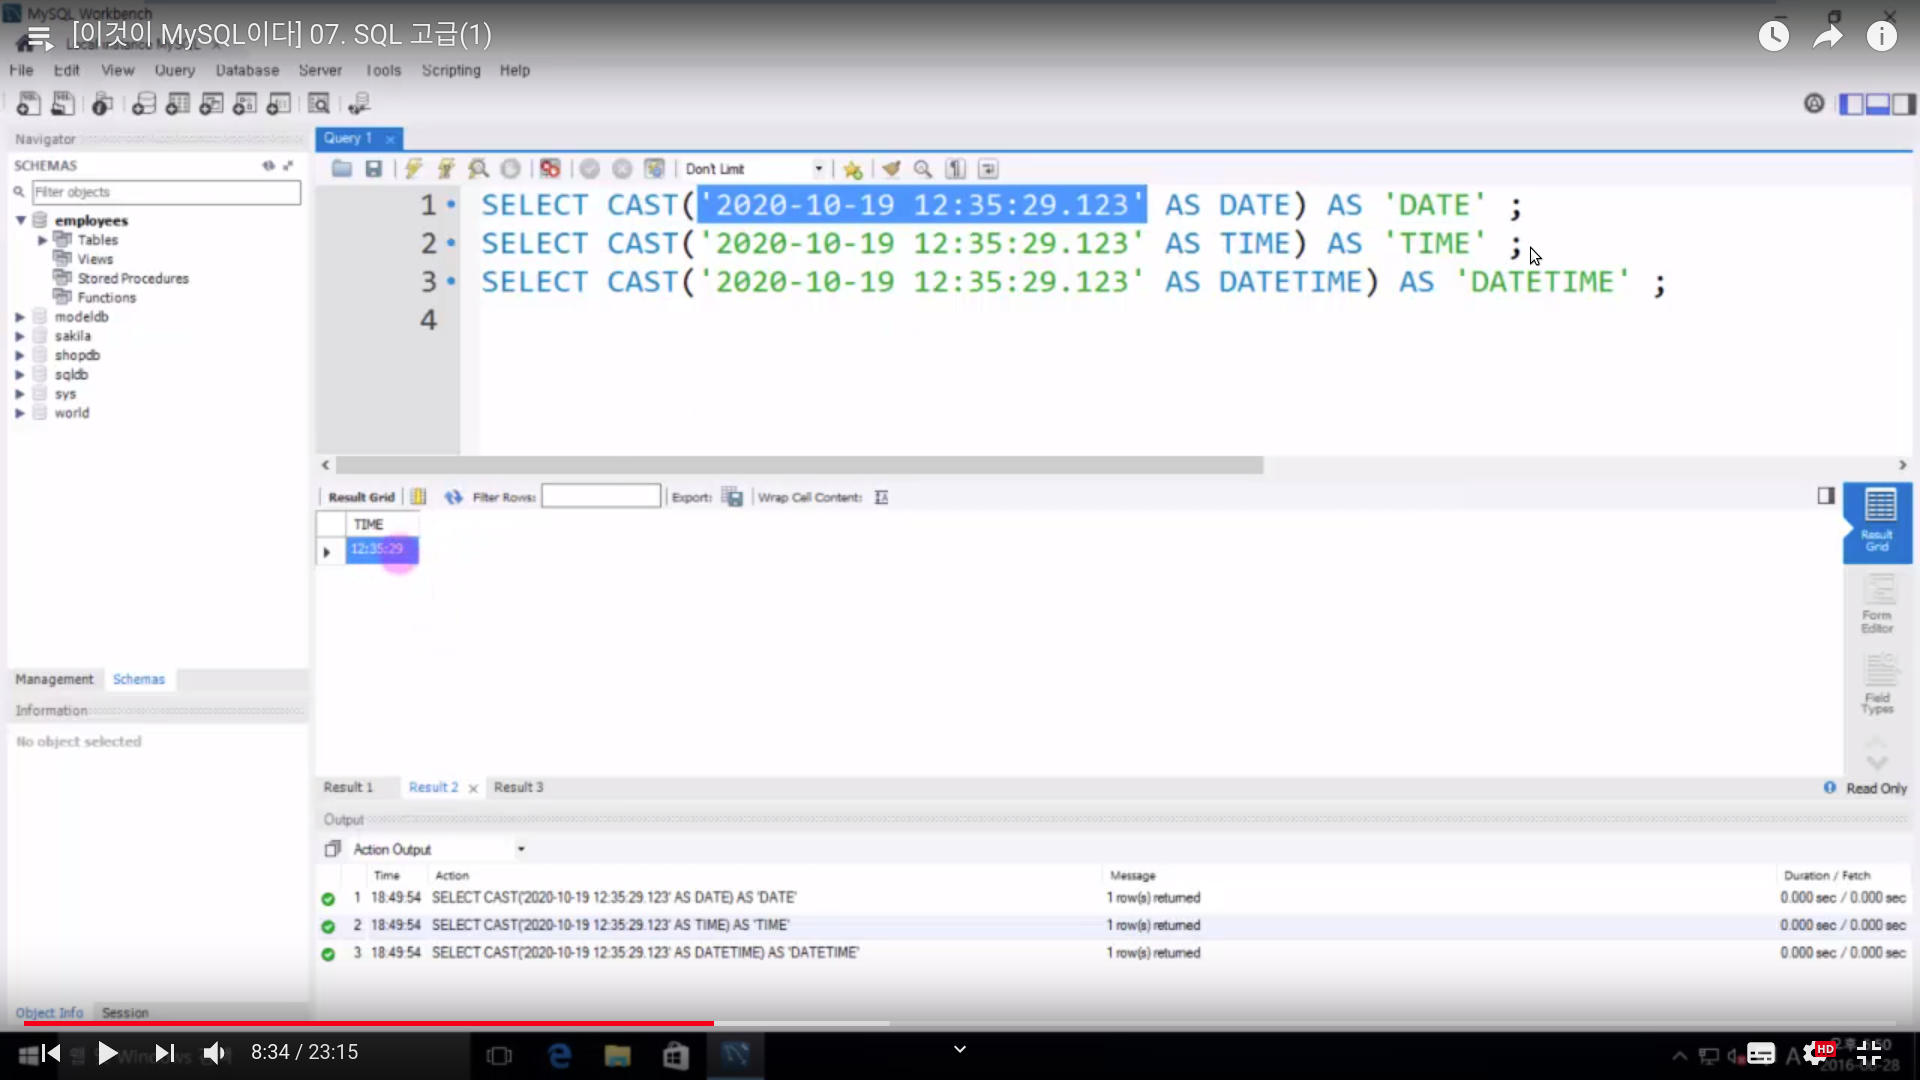 MySQL Workbench
[이것이 MySQL이다] 07. SQL 고급(1)
File Edit View Query Database Server Tools Scripting Help
Navigator
Query 1
SCHEMAS
Don't Limit
Filter objects
1 SELECT CAST('2020-10-19 12:35:29.123' AS DATE) AS 'DATE' ;
2 SELECT CAST('2020-10-19 12:35:29.123' AS TIME) AS 'TIME' ;
3 SELECT CAST('2020-10-19 12:35:29.123' AS DATETIME) AS 'DATETIME' ;
4
employees
Tables
Views
Stored Procedures
Functions
modeldb
sakila
shopdb
sqldb
sys
world
Result Grid Filter Rows: Export: Wrap Cell Content:
TIME
12:35:29
Result Grid
Form Editor
Field Types
Management Schemas
Information
No object selected
Result 1 Result 2 Result 3
Read Only
Output
Action Output
Time Action Message Duration / Fetch
1 18:49:54 SELECT CAST('2020-10-19 12:35:29.123' AS DATE) AS 'DATE' 1 row(s) returned 0.000 sec / 0.000 sec
2 18:49:54 SELECT CAST('2020-10-19 12:35:29.123' AS TIME) AS 'TIME' 1 row(s) returned 0.000 sec / 0.000 sec
3 18:49:54 SELECT CAST('2020-10-19 12:35:29.123' AS DATETIME) AS 'DATETIME' 1 row(s) returned 0.000 sec / 0.000 sec
Object Info Session
8:34 / 23:15
HD